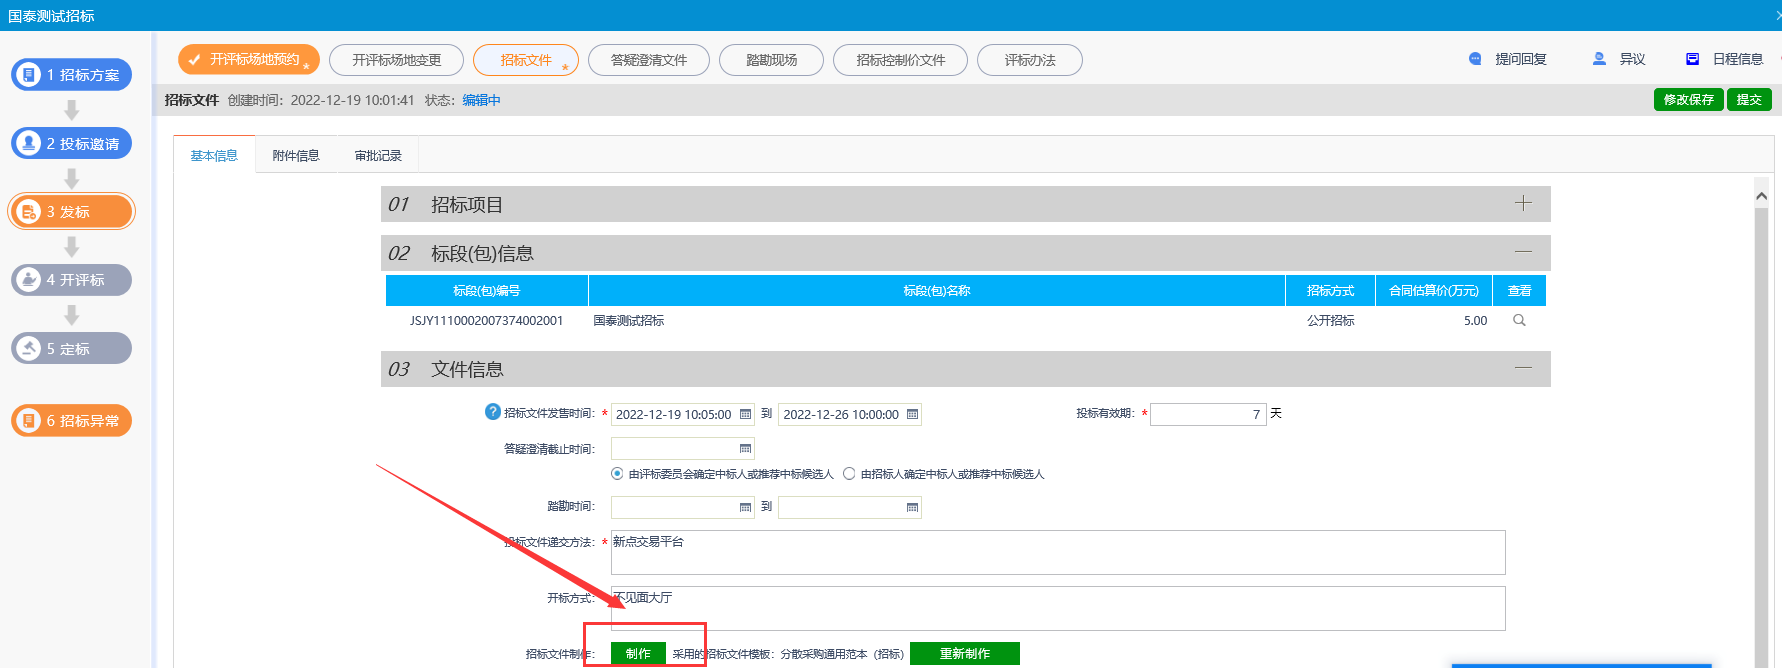 国泰测试招标
1 招标方案
2 投标邀请
3 发标
4 开评标
5 定标
6 招标异常
开评标场地预约 * 开评标场地变更 招标文件 * 答疑澄清文件 踏勘现场 招标控制价文件 评标办法 提问回复 异议 日程信息
招标文件 创建时间: 2022-12-19 10:01:41 状态: 编辑中 修改保存 提交
基本信息 附件信息 审批记录
01 招标项目
02 标段(包)信息
标段(包)编号 标段(包)名称 招标方式 合同估算价(万元) 查看
JSJY1110002007374002001 国泰测试招标 公开招标 5.00
03 文件信息
? 招标文件发售时间: * 2022-12-19 10:05:00 到 2022-12-26 10:00:00 投标有效期: * 7 天
答疑澄清截止时间:
由评标委员会确定中标人或推荐中标候选人 由招标人确定中标人或推荐中标候选人
踏勘时间: 到
投标文件递交方法: * 新点交易平台
开标方式: 不见面大厅
招标文件制作: 制作 采用的招标文件模板: 分散采购通用范本 (招标) 重新制作